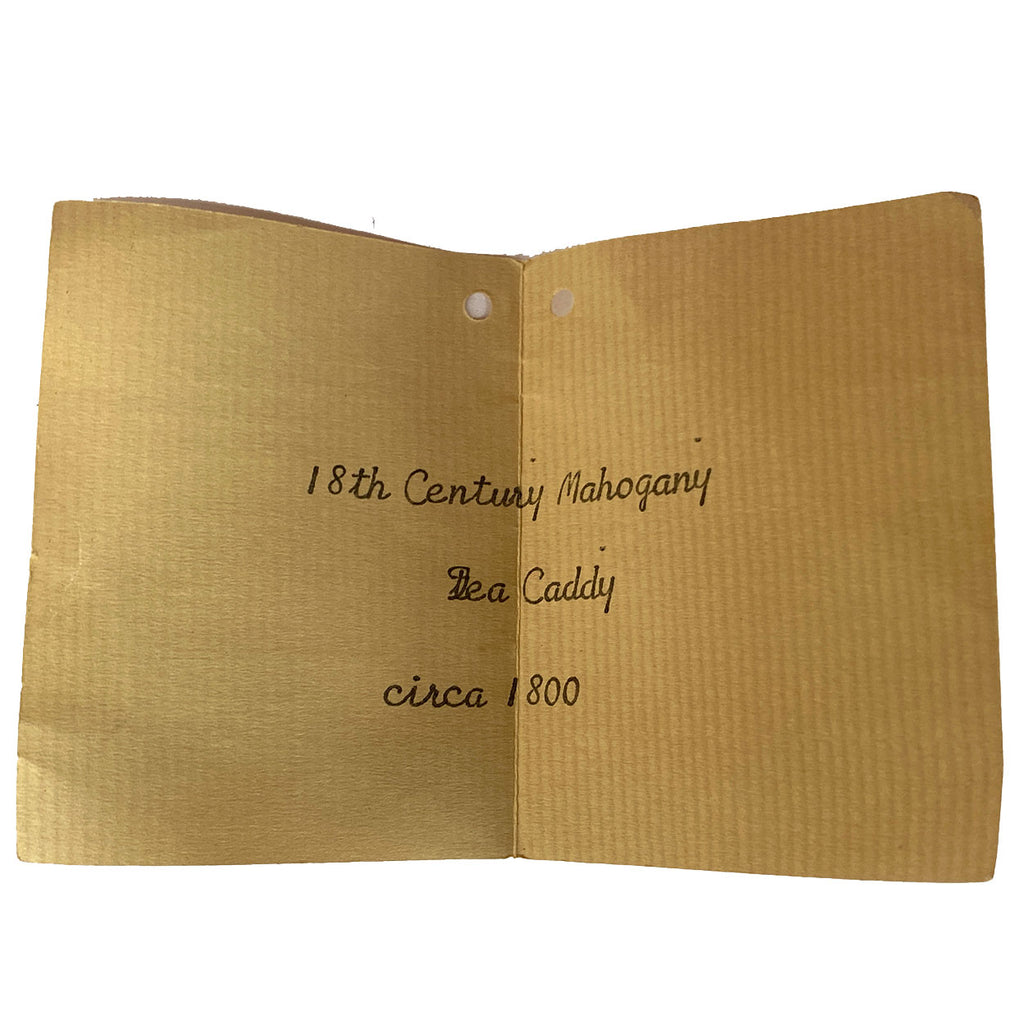 18th Century Mahogany
Tea Caddy
circa 1800